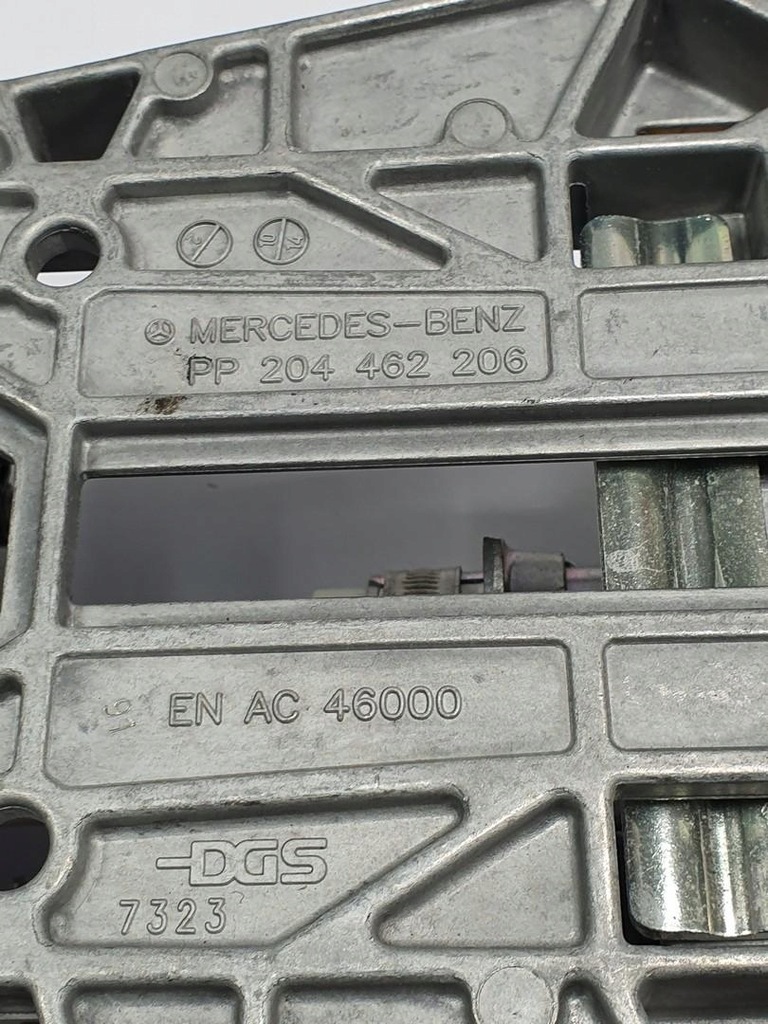 MERCEDES-BENZ
PP 204 462 206
EN AC 46000
DGS
7323